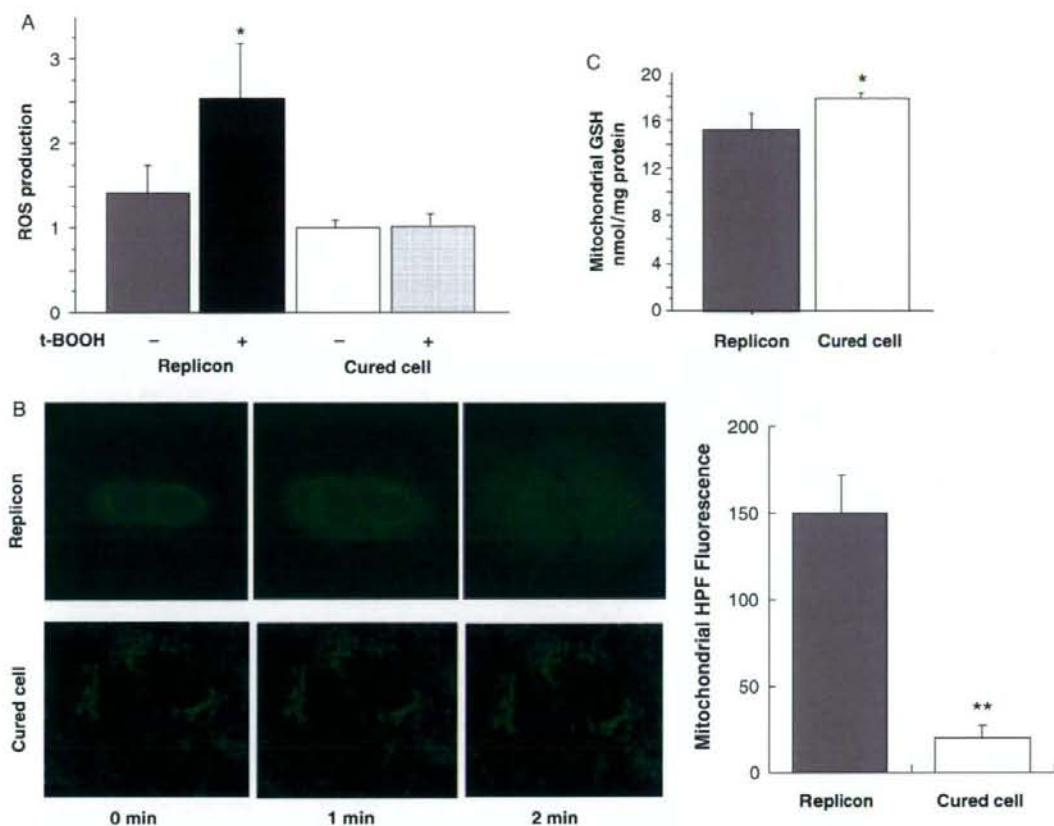 A
*
ROS production
3
2
1
0
t-BOOH
– + – +
Replicon Cured cell
C
*
Mitochondrial GSH
nmol/mg protein
20
16
12
8
4
0
Replicon Cured cell
B
Replicon
Cured cell
0 min 1 min 2 min
Mitochondrial HPF Fluorescence
200
150
100
50
0
**
Replicon Cured cell